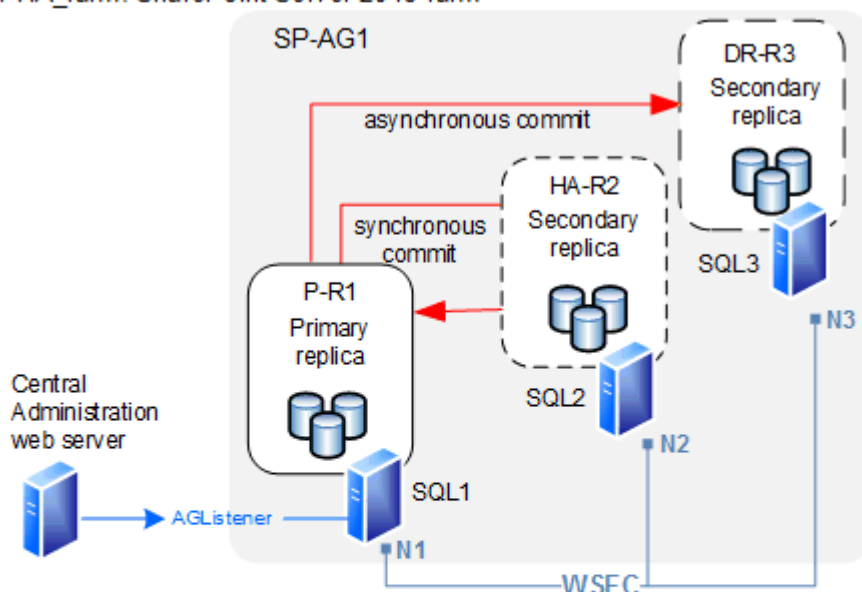 SP-AG1
DR-R3
Secondary
replica
asynchronous commit
HA-R2
Secondary
replica
synchronous
commit
SQL3
P-R1
Primary
replica
N3
Central
Administration
web server
SQL2
N2
SQL1
AGListener
N1
WSFC